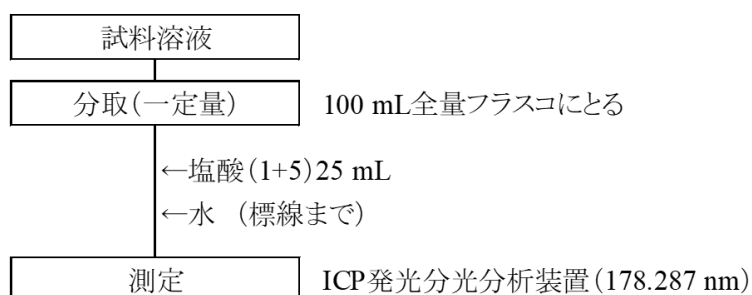 試料溶液
分取(一定量) 100 mL全量フラスコにとる
←塩酸(1+5)25 mL
←水 (標線まで)
測定 ICP発光分光分析装置(178.287 nm)